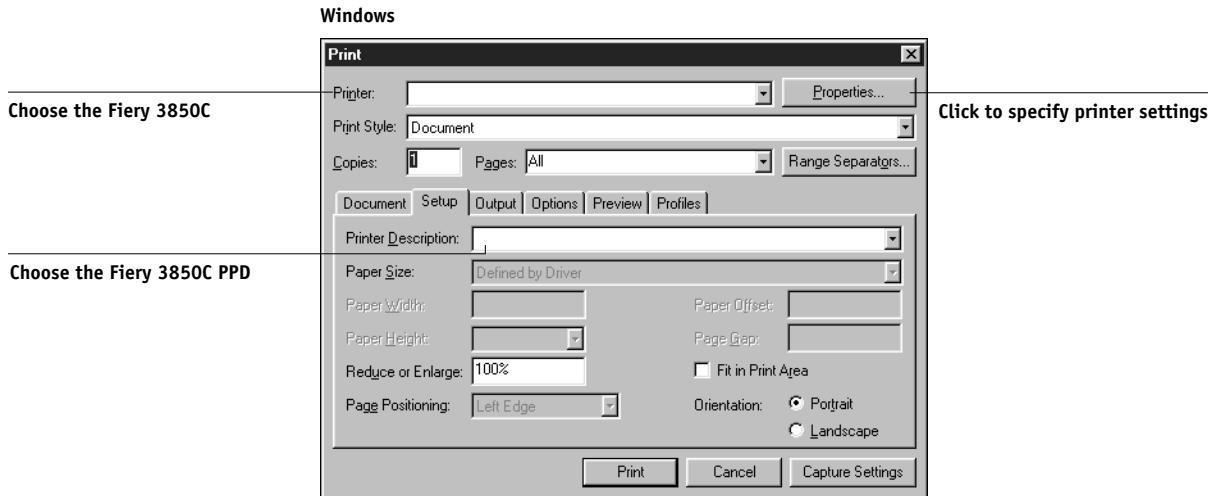 Windows
Print
Printer:
Properties...
Choose the Fiery 3850C
Click to specify printer settings
Print Style: Document
Copies: 1 Pages: All Range Separators...
Document Setup Output Options Preview Profiles
Printer Description:
Choose the Fiery 3850C PPD
Paper Size: Defined by Driver
Paper Width: Paper Offset:
Paper Height: Page Gap:
Reduce or Enlarge: 100% Fit in Print Area
Page Positioning: Left Edge Orientation: Portrait
Landscape
Print Cancel Capture Settings